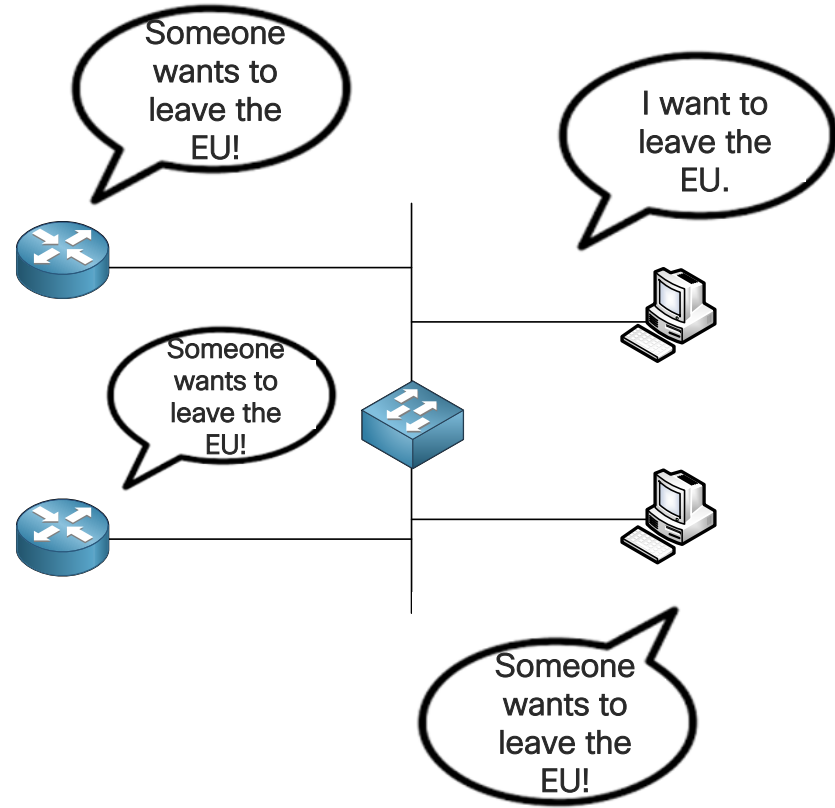 Someone
wants to
leave the
EU!
I want to
leave the
EU.
Someone
wants to
leave the
EU!
Someone
wants to
leave the
EU!